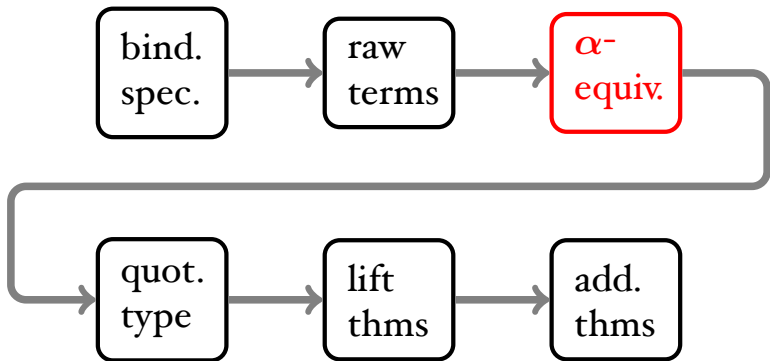 bind.
spec.
raw
terms
α-
equiv.
quot.
type
lift
thms
add.
thms